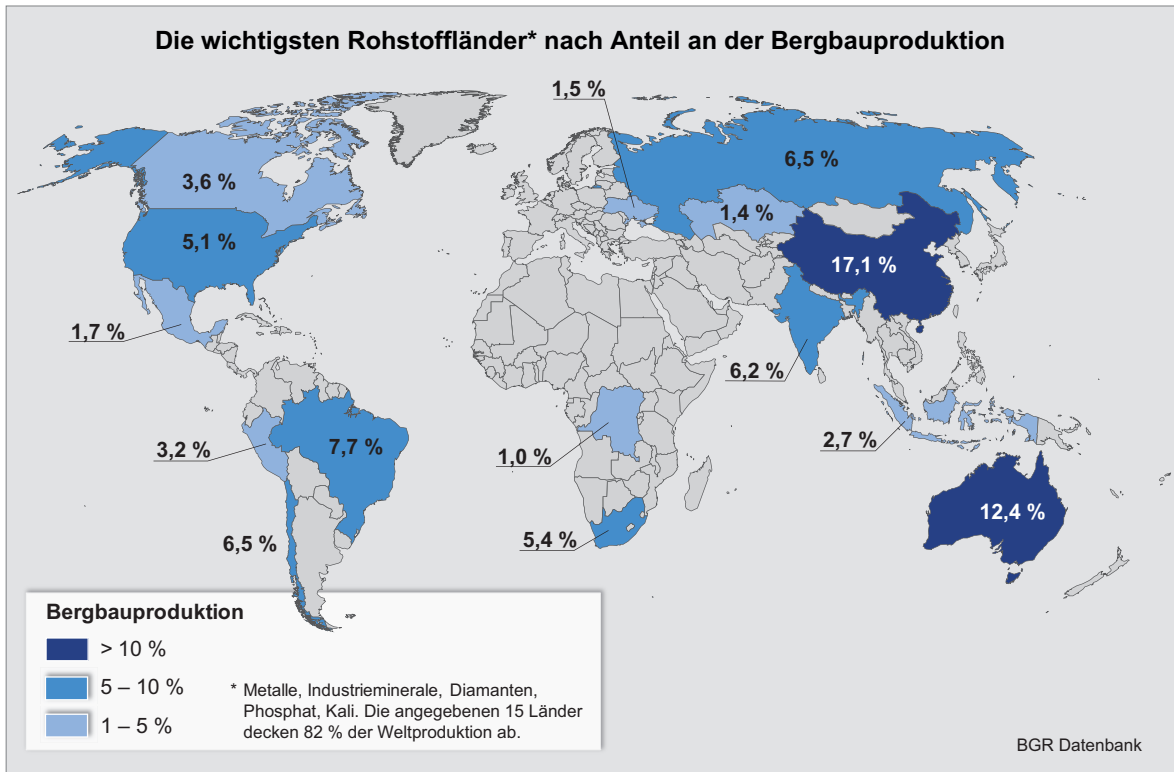 Die wichtigsten Rohstoffländer* nach Anteil an der Bergbauproduktion
1,5 %
6,5 %
3,6 %
1,4 %
5,1 %
17,1 %
1,7 %
6,2 %
3,2 %
7,7 %
1,0 %
2,7 %
12,4 %
6,5 %
5,4 %
Bergbauproduktion
> 10 %
5 – 10 %
1 – 5 %
* Metalle, Industrieminerale, Diamanten,
Phosphat, Kali. Die angegebenen 15 Länder
decken 82 % der Weltproduktion ab.
BGR Datenbank